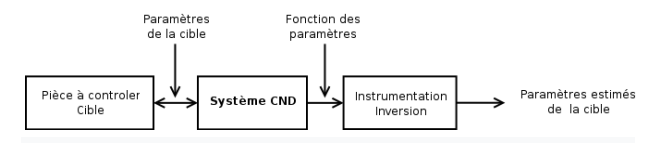 Paramètres
de la cible
Fonction des
paramètres
Pièce à controler
Cible
Système CND
Instrumentation
Inversion
Paramètres estimés
de la cible